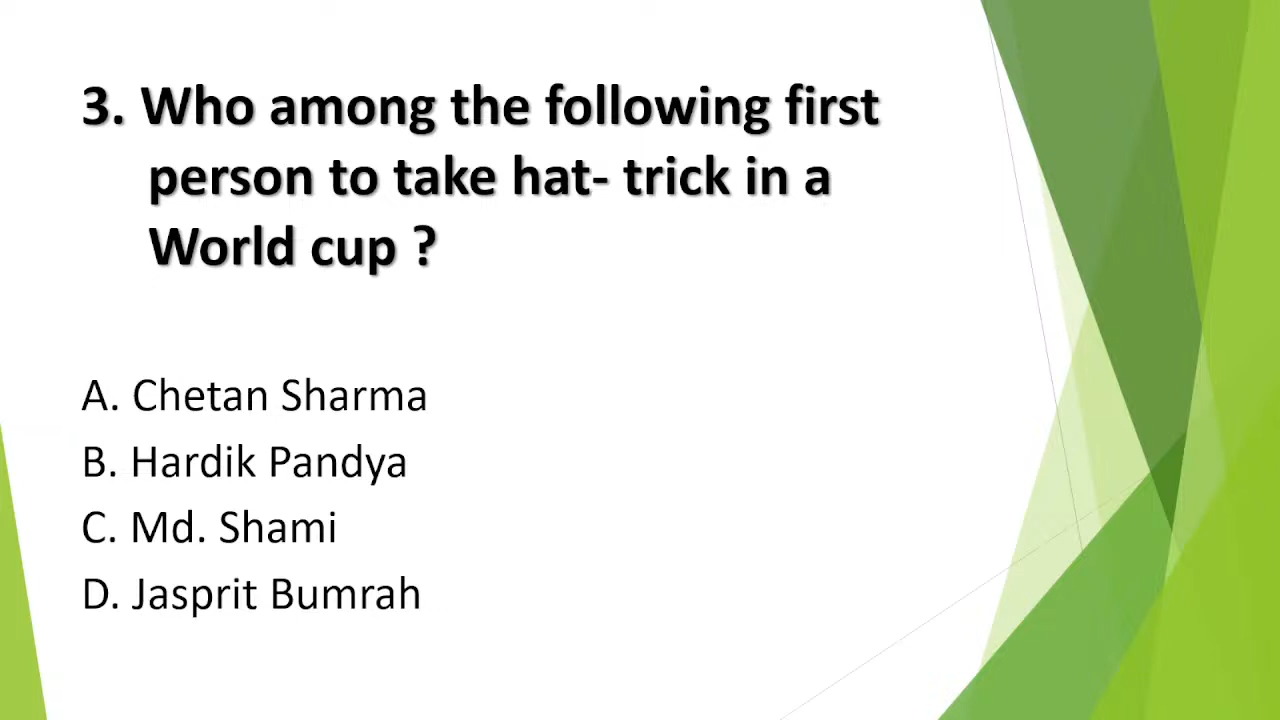 3. Who among the following first
person to take hat- trick in a
World cup ?
A. Chetan Sharma
B. Hardik Pandya
C. Md. Shami
D. Jasprit Bumrah